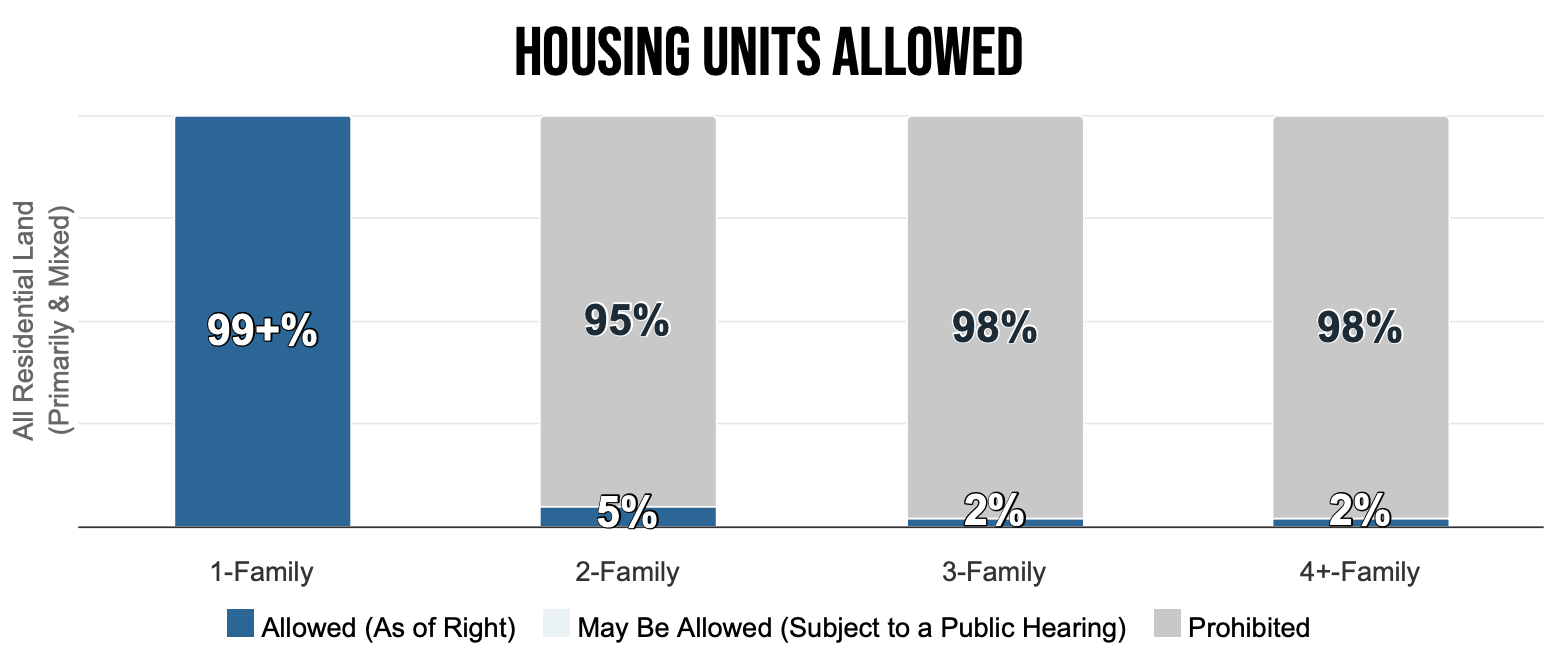 HOUSING UNITS ALLOWED
All Residential Land
(Primarily & Mixed)
99+%
95%
98%
98%
5%
2%
2%
1-Family
2-Family
3-Family
4+-Family
Allowed (As of Right)
May Be Allowed (Subject to a Public Hearing)
Prohibited